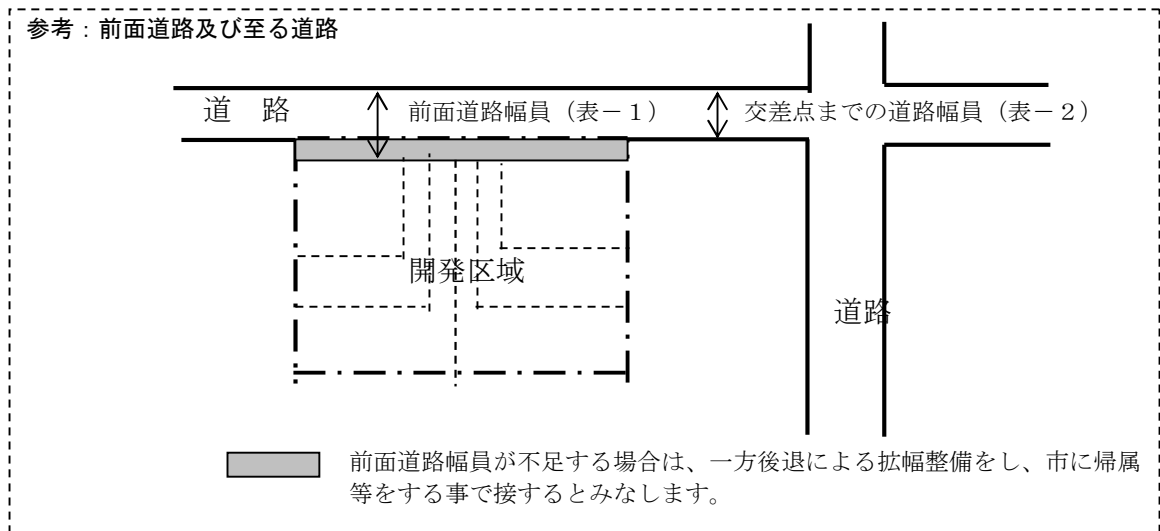 参考：前面道路及び至る道路
道　路
前面道路幅員（表－１）
交差点までの道路幅員（表－２）
開発区域
道路
前面道路幅員が不足する場合は、一方後退による拡幅整備をし、市に帰属
等をする事で接するとみなします。